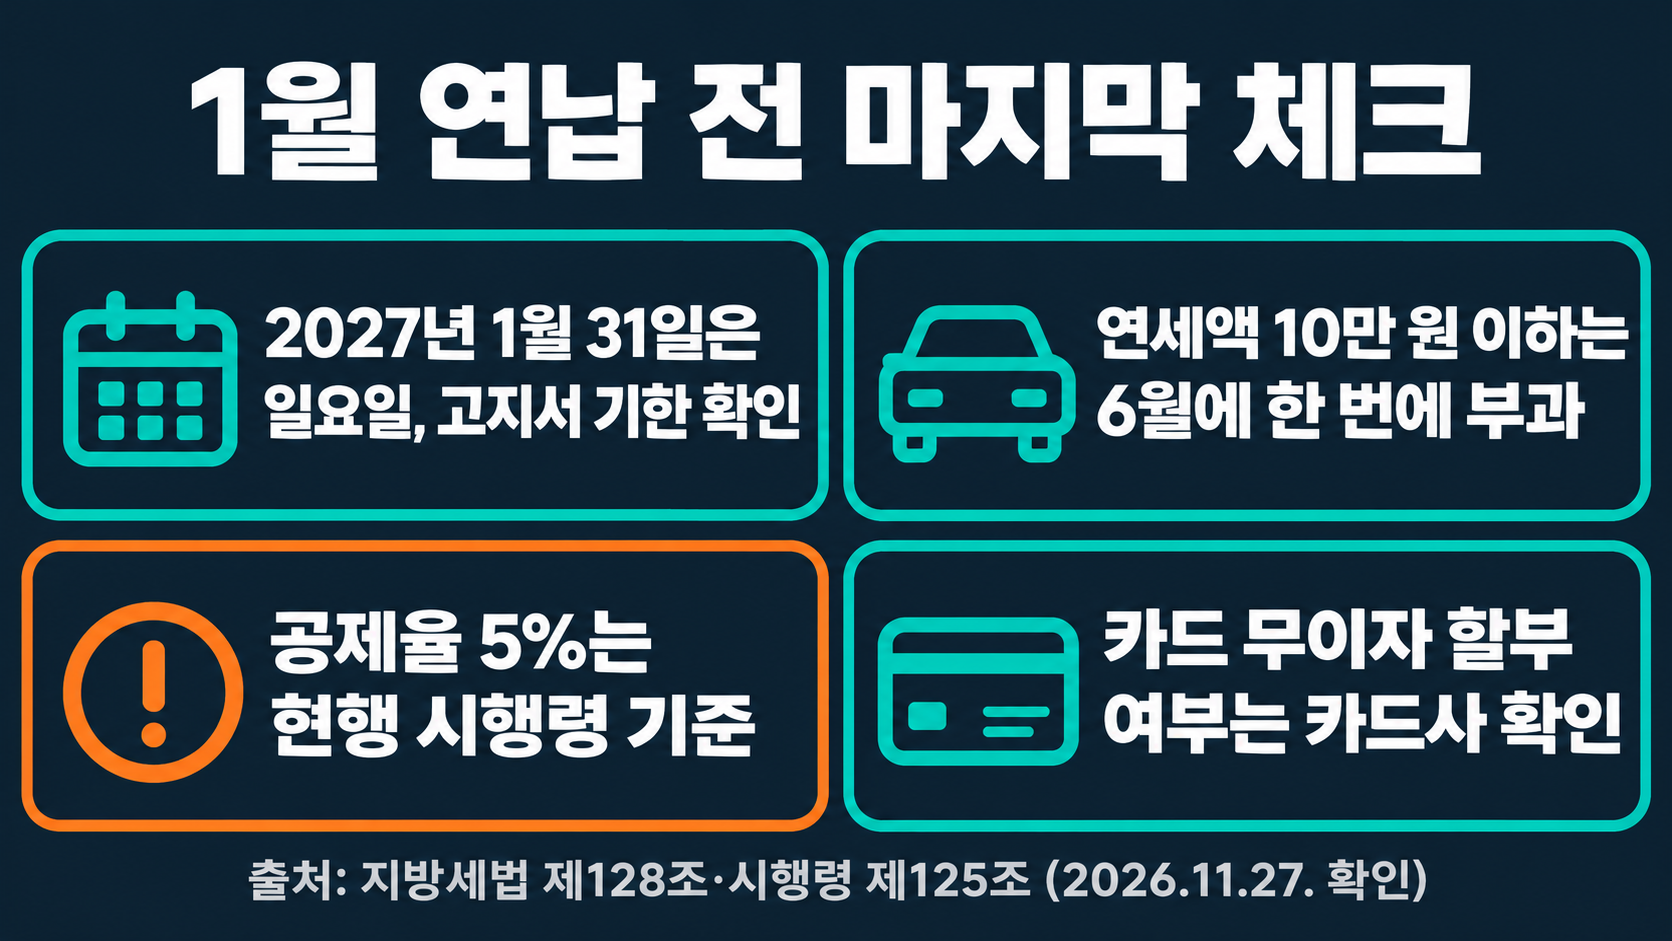 1월 연납 전 마지막 체크
2027년 1월 31일은
일요일, 고지서 기한 확인
연세액 10만 원 이하는
6월에 한 번에 부과
공제율 5%는
현행 시행령 기준
카드 무이자 할부
여부는 카드사 확인
출처: 지방세법 제128조·시행령 제125조 (2026.11.27. 확인)